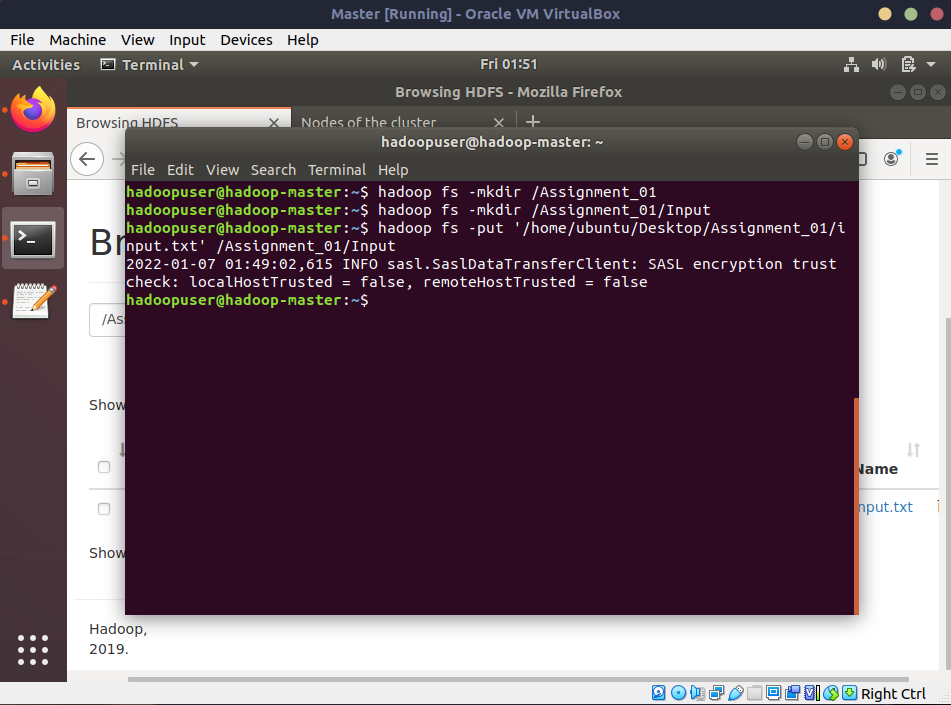 Master [Running] - Oracle VM VirtualBox
File Machine View Input Devices Help
Activities Terminal Fri 01:51
Browsing HDFS - Mozilla Firefox
Browsing HDFS Nodes of the cluster
hadoopuser@hadoop-master: ~
File Edit View Search Terminal Help
hadoopuser@hadoop-master:~$ hadoop fs -mkdir /Assignment_01
hadoopuser@hadoop-master:~$ hadoop fs -mkdir /Assignment_01/Input
hadoopuser@hadoop-master:~$ hadoop fs -put '/home/ubuntu/Desktop/Assignment_01/i
nput.txt' /Assignment_01/Input
2022-01-07 01:49:02,615 INFO sasl.SaslDataTransferClient: SASL encryption trust
check: localHostTrusted = false, remoteHostTrusted = false
hadoopuser@hadoop-master:~$
Br
/As
Show
Name
nput.txt
Show
Hadoop,
2019.
Right Ctrl